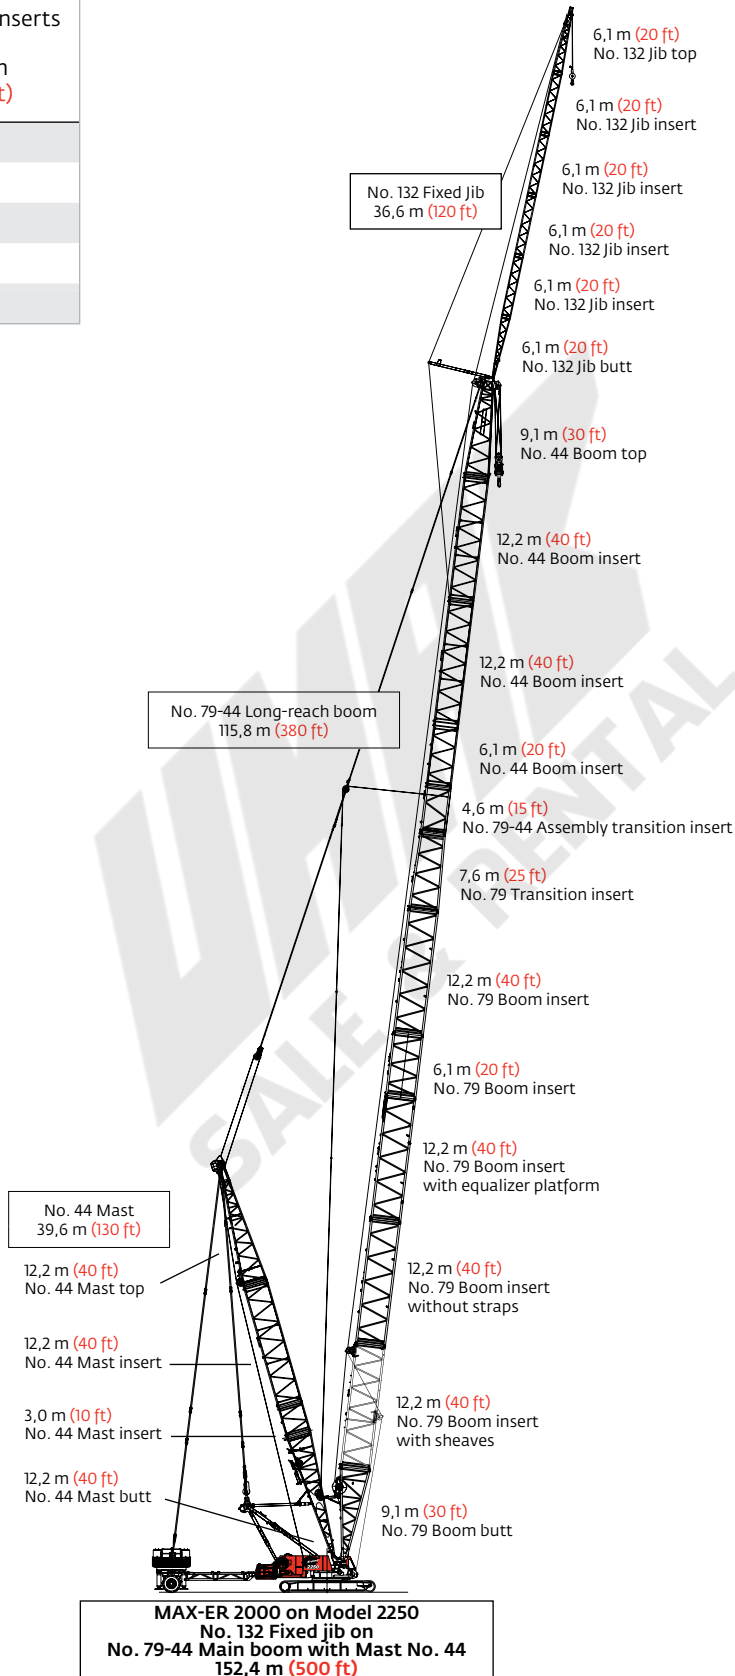 nserts
6,1 m (20 ft)
No. 132 Jib top
6,1 m (20 ft)
No. 132 Jib insert
6,1 m (20 ft)
No. 132 Jib insert
No. 132 Fixed Jib
36,6 m (120 ft)
6,1 m (20 ft)
No. 132 Jib insert
6,1 m (20 ft)
No. 132 Jib insert
6,1 m (20 ft)
No. 132 Jib butt
9,1 m (30 ft)
No. 44 Boom top
12,2 m (40 ft)
No. 44 Boom insert
12,2 m (40 ft)
No. 44 Boom insert
No. 79-44 Long-reach boom
115,8 m (380 ft)
6,1 m (20 ft)
No. 44 Boom insert
4,6 m (15 ft)
No. 79-44 Assembly transition insert
7,6 m (25 ft)
No. 79 Transition insert
12,2 m (40 ft)
No. 79 Boom insert
6,1 m (20 ft)
No. 79 Boom insert
12,2 m (40 ft)
No. 79 Boom insert
with equalizer platform
No. 44 Mast
39,6 m (130 ft)
12,2 m (40 ft)
No. 44 Mast top
12,2 m (40 ft)
No. 79 Boom insert
without straps
12,2 m (40 ft)
No. 44 Mast insert
3,0 m (10 ft)
No. 44 Mast insert
12,2 m (40 ft)
No. 79 Boom insert
with sheaves
12,2 m (40 ft)
No. 44 Mast butt
9,1 m (30 ft)
No. 79 Boom butt
MAX-ER 2000 on Model 2250
No. 132 Fixed jib on
No. 79-44 Main boom with Mast No. 44
152,4 m (500 ft)
SALE & RENTAL